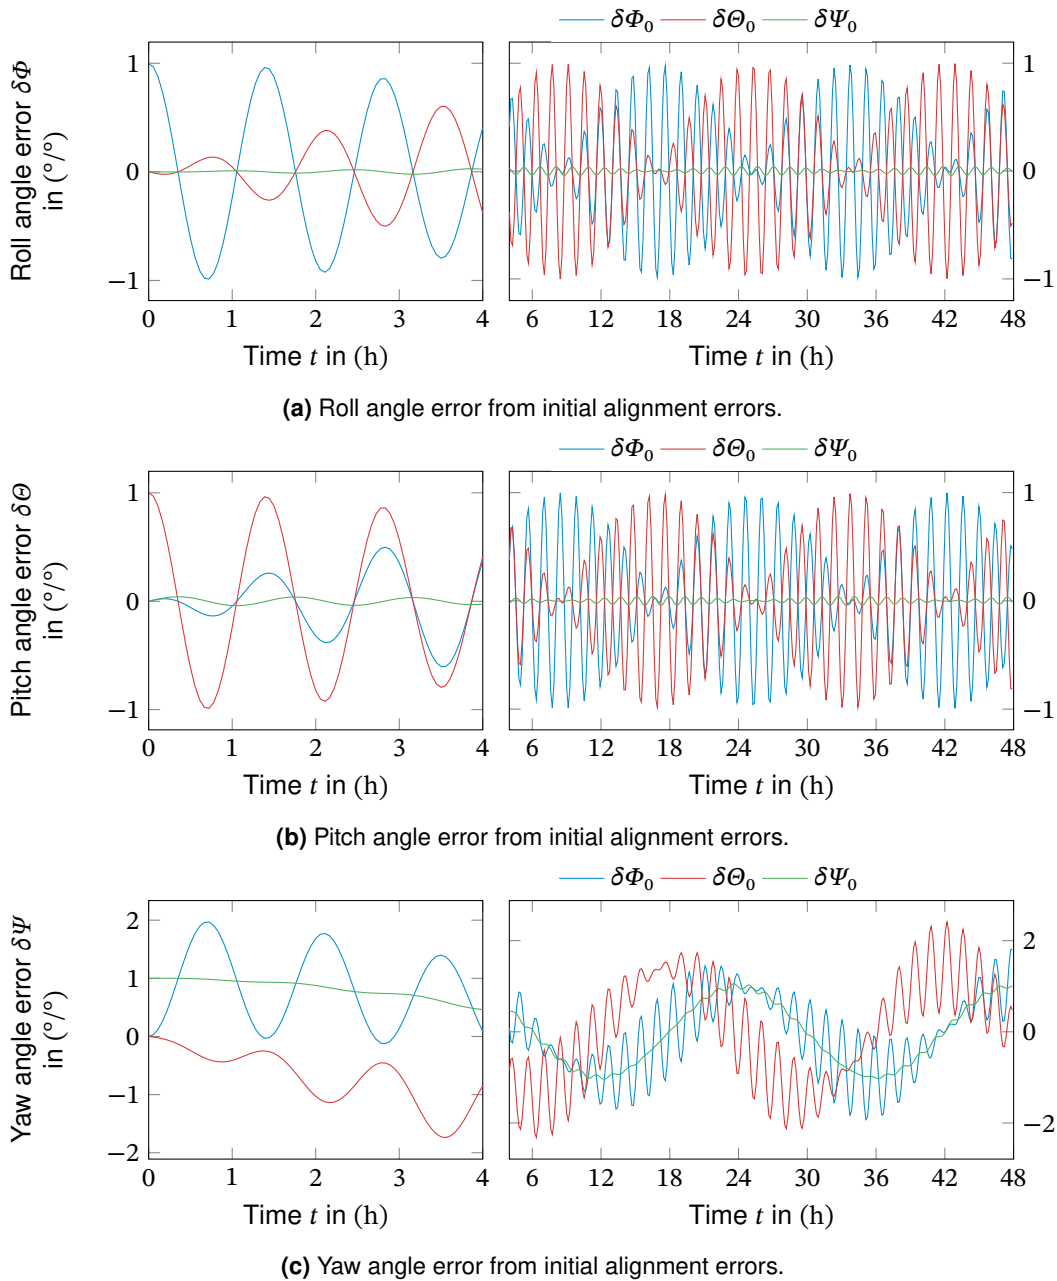 δΦ₀ δΘ₀ δΨ₀
Roll angle error δΦ
in (°/°)
1
0
−1
1
0
−1
0 1 2 3 4
6 12 18 24 30 36 42 48
Time t in (h)
Time t in (h)
(a) Roll angle error from initial alignment errors.
δΦ₀ δΘ₀ δΨ₀
Pitch angle error δΘ
in (°/°)
1
0
−1
1
0
−1
0 1 2 3 4
6 12 18 24 30 36 42 48
Time t in (h)
Time t in (h)
(b) Pitch angle error from initial alignment errors.
δΦ₀ δΘ₀ δΨ₀
Yaw angle error δΨ
in (°/°)
2
1
0
−1
−2
2
0
−2
0 1 2 3 4
6 12 18 24 30 36 42 48
Time t in (h)
Time t in (h)
(c) Yaw angle error from initial alignment errors.